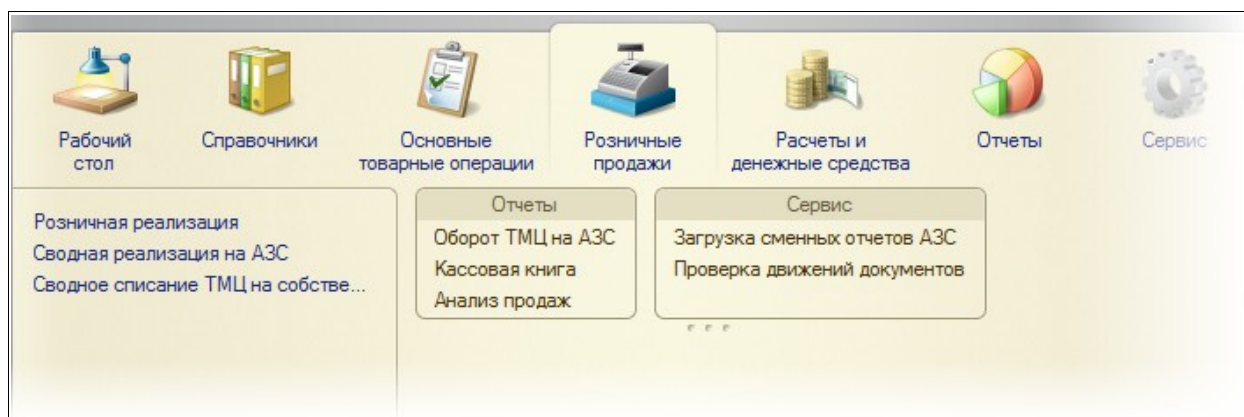 Рабочий
стол
Справочники
Основные
товарные операции
Розничные
продажи
Расчеты и
денежные средства
Отчеты
Сервис
Розничная реализация
Сводная реализация на АЗС
Сводное списание ТМЦ на собстве...
Отчеты
Оборот ТМЦ на АЗС
Кассовая книга
Анализ продаж
Сервис
Загрузка сменных отчетов АЗС
Проверка движений документов